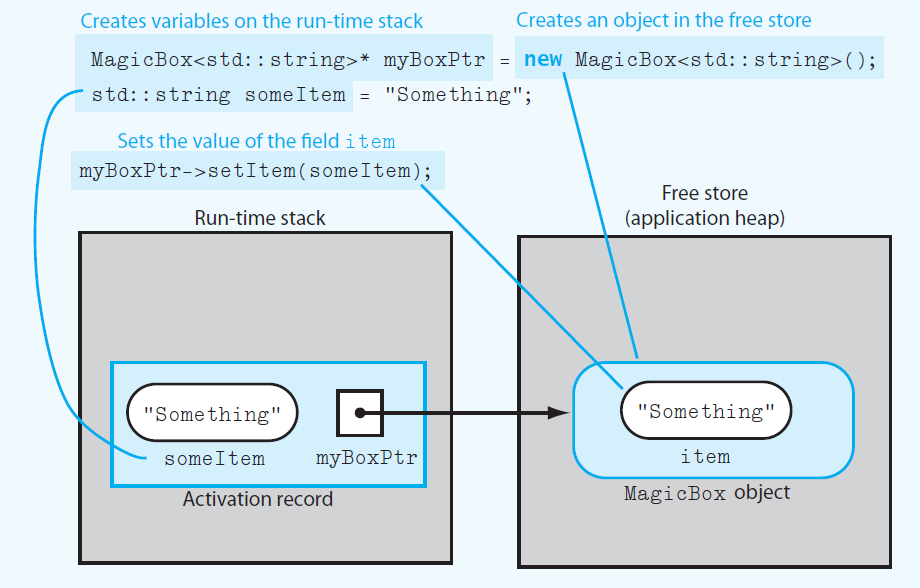 Creates variables on the run-time stack
Creates an object in the free store
MagicBox<std::string>* myBoxPtr = new MagicBox<std::string>();
std::string someItem = "Something";
Sets the value of the field item
myBoxPtr->setItem(someItem);
Run-time stack
Free store
(application heap)
"Something"
someItem
myBoxPtr
Activation record
"Something"
item
MagicBox object